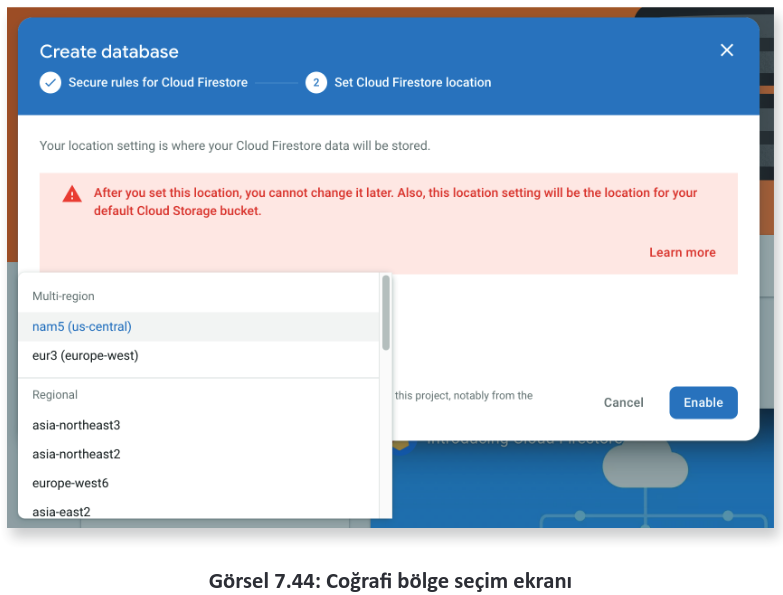 Create database
Secure rules for Cloud Firestore
2 Set Cloud Firestore location
Your location setting is where your Cloud Firestore data will be stored.
After you set this location, you cannot change it later. Also, this location setting will be the location for your
default Cloud Storage bucket.
Learn more
Multi-region
nam5 (us-central)
eur3 (europe-west)
Regional
asia-northeast3
asia-northeast2
europe-west6
asia-east2
this project, notably from the
Cancel
Enable
Introducing Cloud Firestore
Görsel 7.44: Coğrafi bölge seçim ekranı